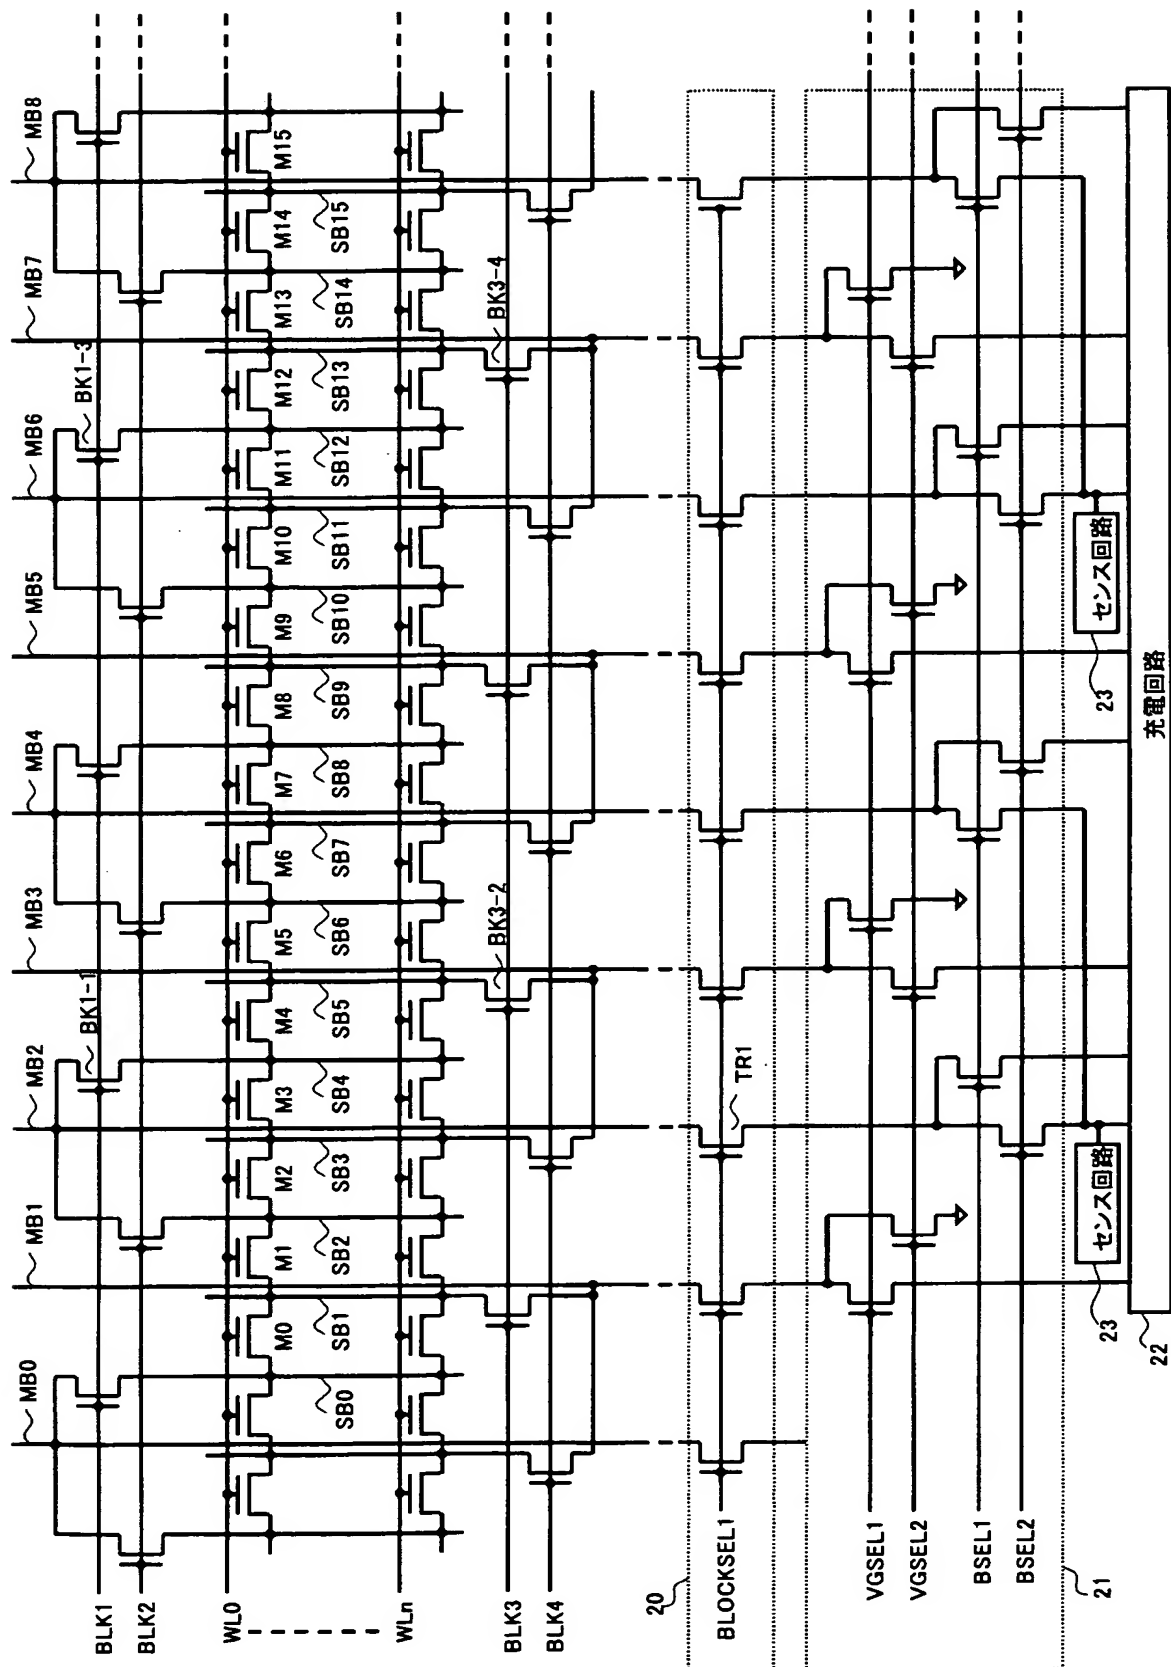 MB0
MB1
MB2
MB3
MB4
MB5
MB6
MB7
MB8
BLK1
BK1-1
BK1-3
BLK2
WL0
M0
M1
M2
M3
M4
M5
M6
M7
M8
M9
M10
M11
M12
M13
M14
M15
SB0
SB1
SB2
SB3
SB4
SB5
SB6
SB7
SB8
SB9
SB10
SB11
SB12
SB13
SB14
SB15
WLn
BLK3
BK3-2
BK3-4
BLK4
20
BLOCKSEL1
TR1
VGSEL1
VGSEL2
BSEL1
BSEL2
21
センス回路
23
センス回路
23
充電回路
22